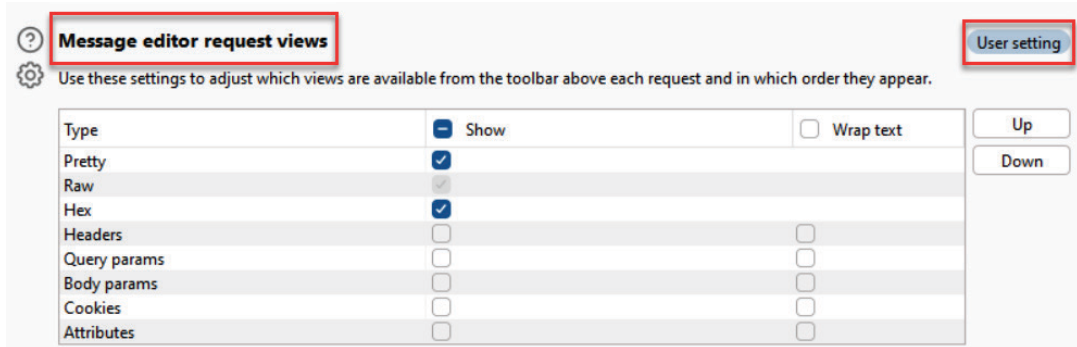 Message editor request views
User setting
Use these settings to adjust which views are available from the toolbar above each request and in which order they appear.
Type Show Wrap text
Up
Pretty
Down
Raw
Hex
Headers
Query params
Body params
Cookies
Attributes